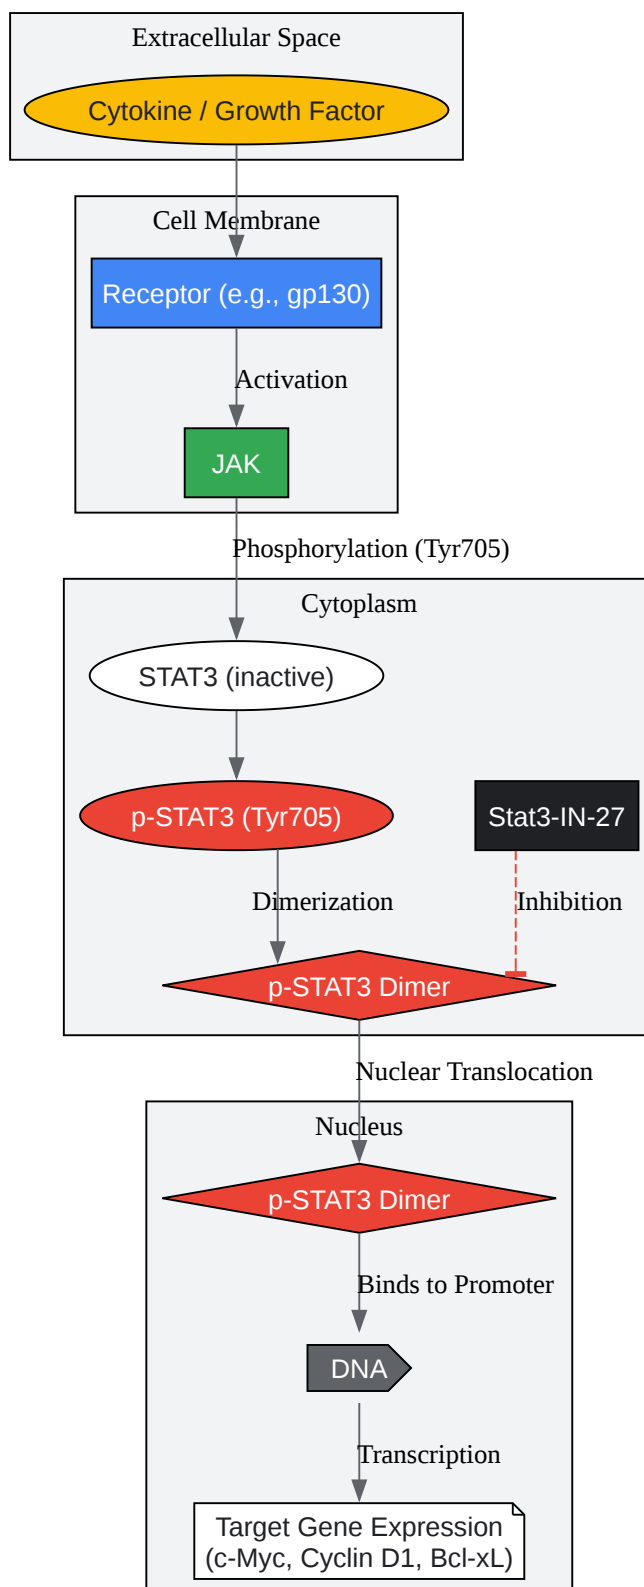 Extracellular Space
Cytokine / Growth Factor
Cell Membrane
Receptor (e.g., gp130)
Activation
JAK
Phosphorylation (Tyr705)
Cytoplasm
STAT3 (inactive)
p-STAT3 (Tyr705)
Stat3-IN-27
Dimerization
Inhibition
p-STAT3 Dimer
Nuclear Translocation
Nucleus
p-STAT3 Dimer
Binds to Promoter
DNA
Transcription
Target Gene Expression
(c-Myc, Cyclin D1, Bcl-xL)